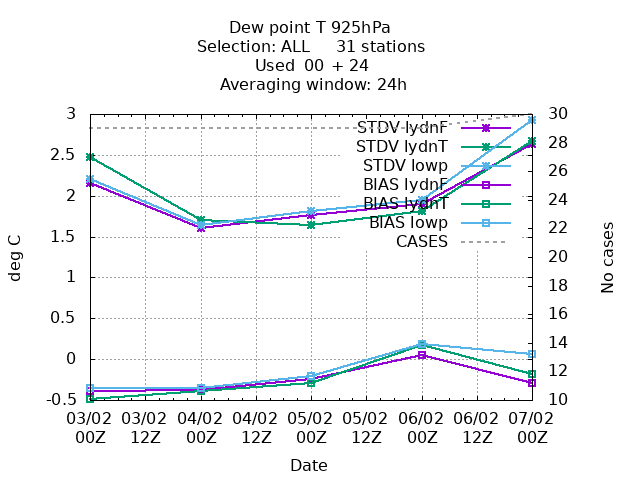 Dew point T 925hPa
Selection: ALL 31 stations
Used 00 + 24
Averaging window: 24h
deg C
3
2.5
2
1.5
1
0.5
0
-0.5
STDV lydnF
STDV lydnT
STDV lowp
BIAS lydnF
BIAS lydnT
BIAS lowp
CASES
30
28
26
24
22
20
18
16
14
12
10
No cases
03/02 04/02 04/02 05/02 05/02 06/02 06/02 07/02
00Z 12Z 00Z 12Z 00Z 12Z 00Z 12Z 00Z
Date